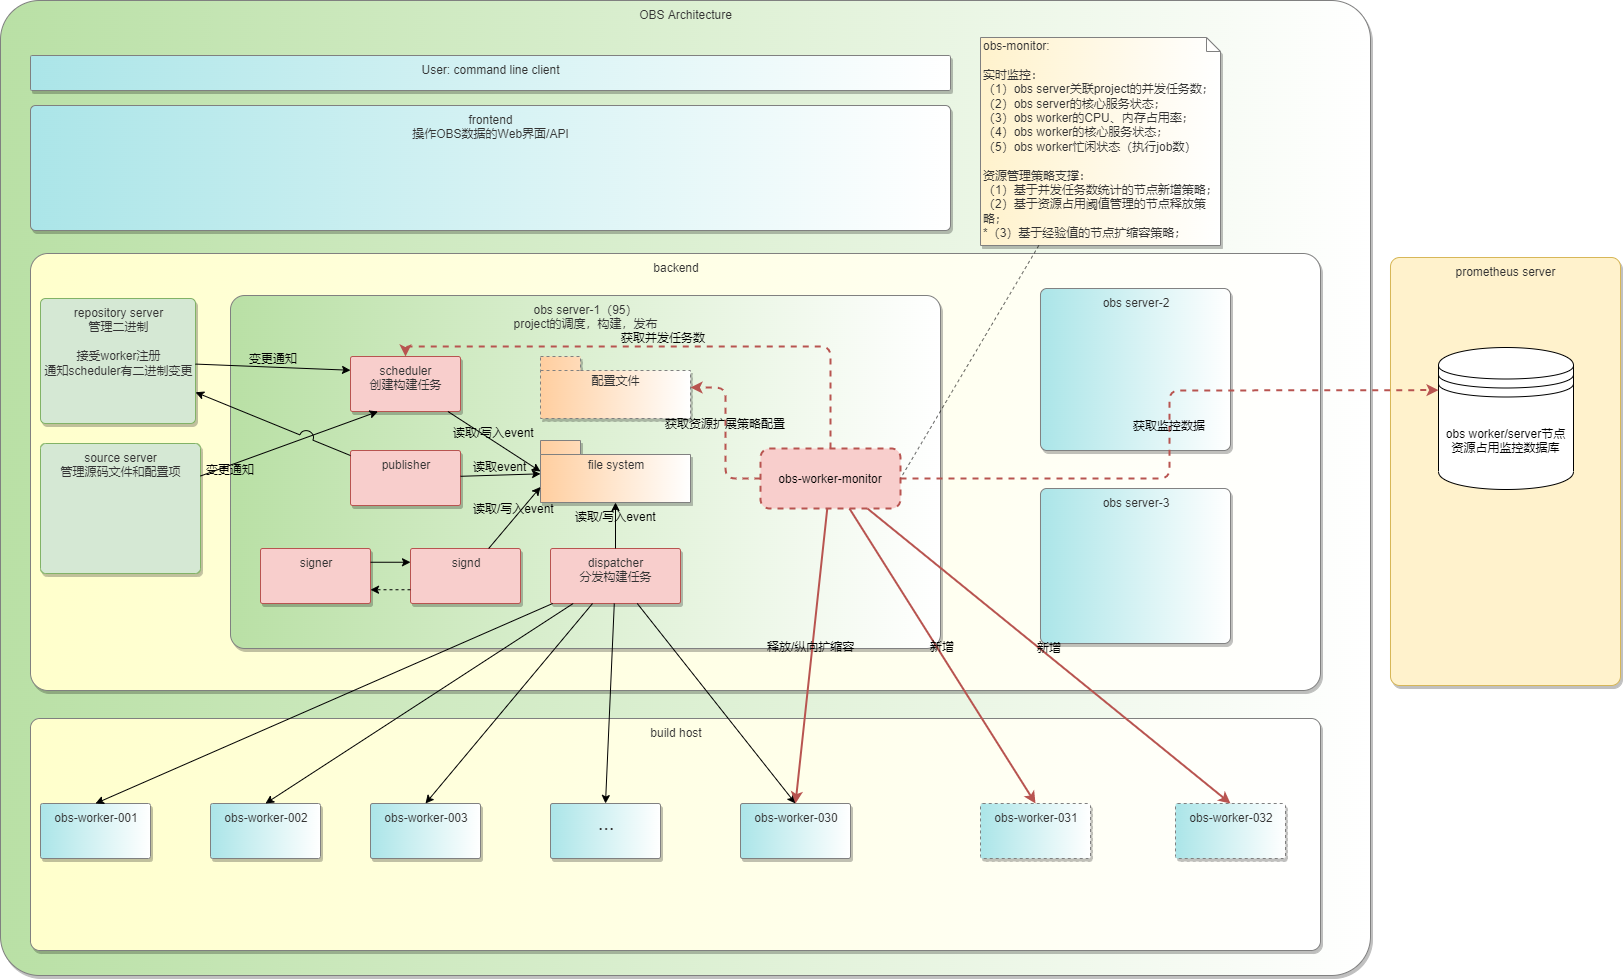 OBS Architecture
User: command line client
frontend
操作OBS数据的Web界面/API
obs-monitor:
实时监控：
（1）obs server关联project的并发任务数；
（2）obs server的核心服务状态；
（3）obs worker的CPU、内存占用率；
（4）obs worker的核心服务状态；
（5）obs worker忙闲状态（执行job数）
资源管理策略支撑：
（1）基于并发任务数统计的节点新增策略；
（2）基于资源占用阈值管理的节点释放策
略；
*（3）基于经验值的节点扩缩容策略；
backend
repository server
管理二进制
接受worker注册
通知scheduler有二进制变更
source server
管理源码文件和配置项
变更通知
变更通知
obs server-1（95）
project的调度，构建，发布
获取并发任务数
scheduler
创建构建任务
配置文件
获取资源扩展策略配置
读取/写入event
publisher
读取event
file system
读取/写入event
读取/写入event
obs-worker-monitor
signer
signd
dispatcher
分发构建任务
obs server-2
获取监控数据
obs server-3
prometheus server
obs worker/server节点
资源占用监控数据库
释放/纵向扩缩容
新增
新增
build host
obs-worker-001
obs-worker-002
obs-worker-003
...
obs-worker-030
obs-worker-031
obs-worker-032